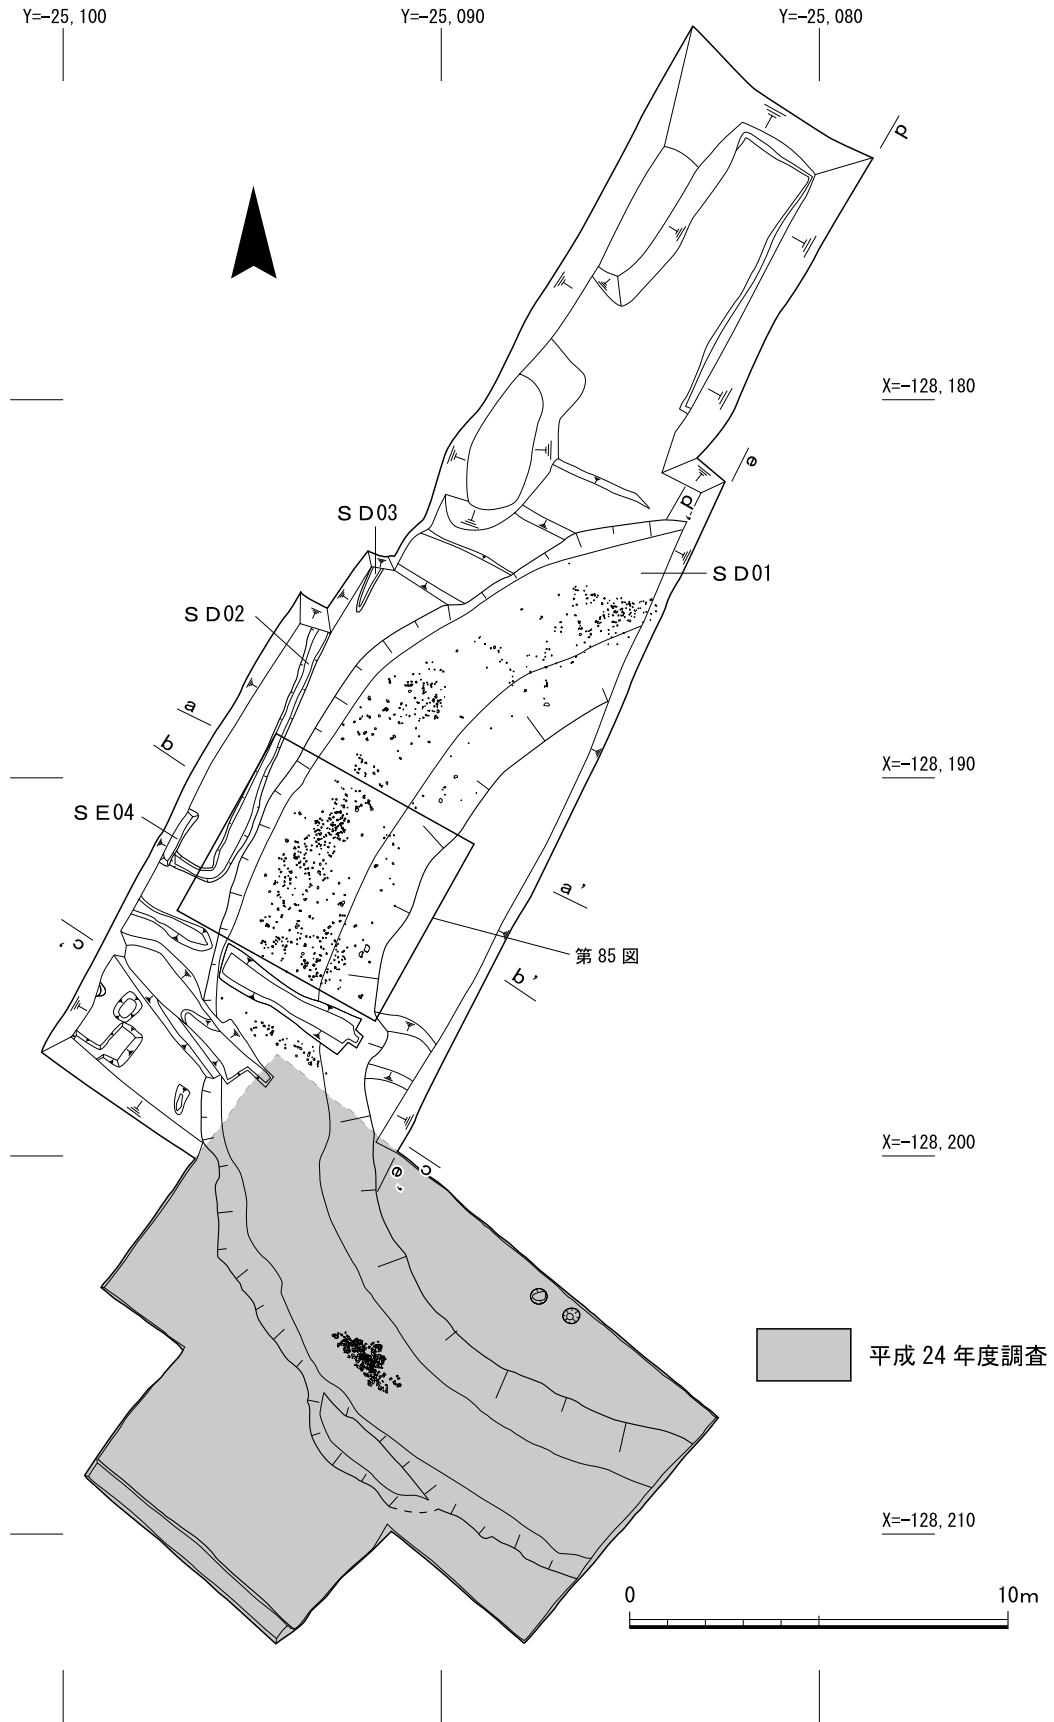 Y=-25,100
Y=-25,090
Y=-25,080
d
X=-128,180
e
d'
SD03
SD01
SD02
a
b
X=-128,190
SE04
a'
c'
第85図
b'
X=-128,200
c
e'
平成24年度調査
X=-128,210
0
10m